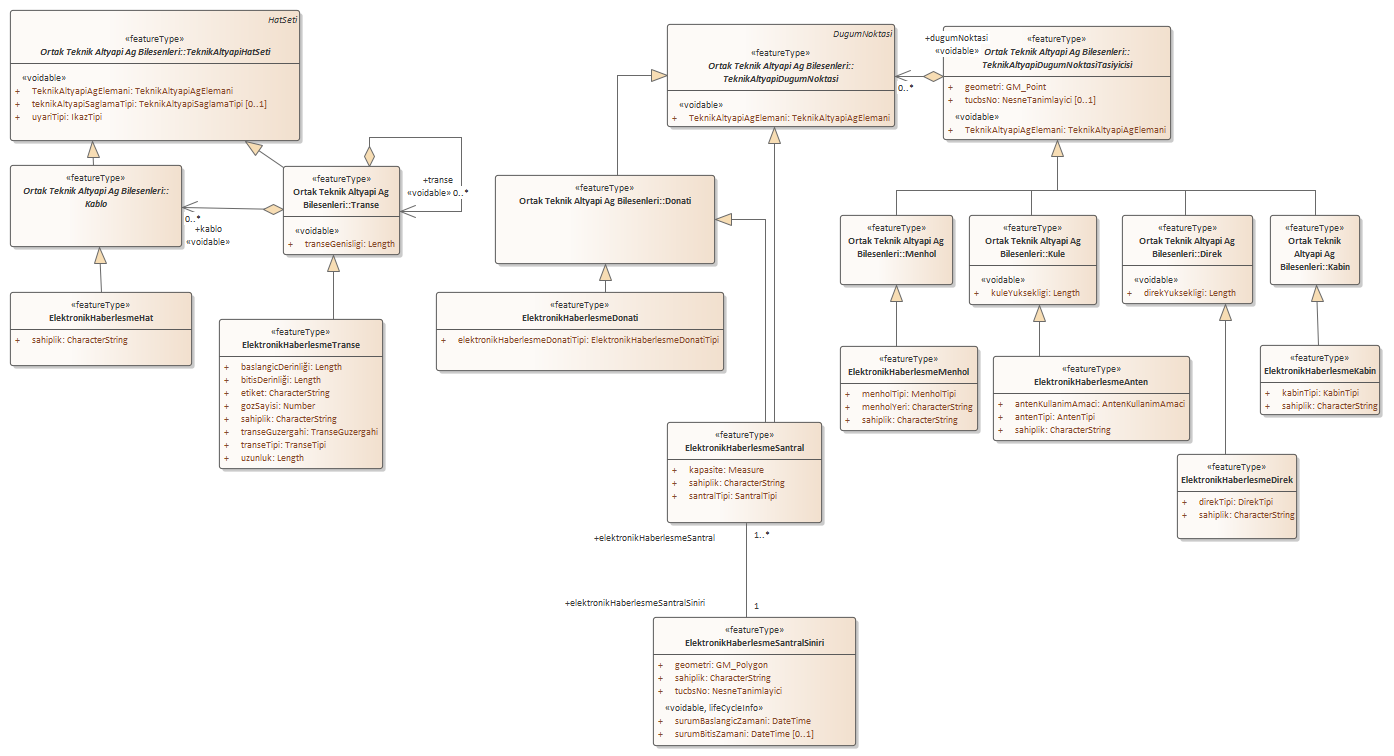 HatSeti
«featureType»
Ortak Teknik Altyapi Ag Bilesenleri::TeknikAltyapiHatSeti
«voidable»
+ TeknikAltyapiAgElemani: TeknikAltyapiAgElemani
+ teknikAltyapiSaglamaTipi: TeknikAltyapiSaglamaTipi [0..1]
+ uyariTipi: IkazTipi
«featureType»
Ortak Teknik Altyapi Ag Bilesenleri::
Kablo
0..*
+kablo
«voidable»
«featureType»
Ortak Teknik Altyapi Ag
Bilesenleri::Transe
«voidable»
+ transeGenisligi: Length
+transe
«voidable» 0..*
«featureType»
ElektronikHaberlesmeHat
+ sahiplik: CharacterString
«featureType»
ElektronikHaberlesmeTranse
+ baslangicDerinliği: Length
+ bitisDerinliği: Length
+ etiket: CharacterString
+ gozSayisi: Number
+ sahiplik: CharacterString
+ transeGuzergahi: TranseGuzergahi
+ transeTipi: TranseTipi
+ uzunluk: Length
DugumNoktasi
«featureType»
Ortak Teknik Altyapi Ag Bilesenleri::
TeknikAltyapiDugumNoktasi
«voidable»
+ TeknikAltyapiAgElemani: TeknikAltyapiAgElemani
+dugumNoktasi
«voidable»
0..*
«featureType»
Ortak Teknik Altyapi Ag Bilesenleri::
TeknikAltyapiDugumNoktasiTasiyicisi
+ geometri: GM_Point
+ tucbsNo: NesneTanimlayici [0..1]
«voidable»
+ TeknikAltyapiAgElemani: TeknikAltyapiAgElemani
«featureType»
Ortak Teknik Altyapi Ag Bilesenleri::Donati
«featureType»
ElektronikHaberlesmeDonati
+ elektronikHaberlesmeDonatiTipi: ElektronikHaberlesmeDonatiTipi
«featureType»
Ortak Teknik Altyapi Ag
Bilesenleri::Menhol
«featureType»
Ortak Teknik Altyapi Ag
Bilesenleri::Kule
«voidable»
+ kuleYuksekligi: Length
«featureType»
Ortak Teknik Altyapi Ag
Bilesenleri::Direk
«voidable»
+ direkYuksekligi: Length
«featureType»
Ortak Teknik
Altyapi Ag
Bilesenleri::Kabin
«featureType»
ElektronikHaberlesmeMenhol
+ menholTipi: MenholTipi
+ menholYeri: CharacterString
+ sahiplik: CharacterString
«featureType»
ElektronikHaberlesmeAnten
+ antenKullanimAmaci: AntenKullanimAmaci
+ antenTipi: AntenTipi
+ sahiplik: CharacterString
«featureType»
ElektronikHaberlesmeKabin
+ kabinTipi: KabinTipi
+ sahiplik: CharacterString
«featureType»
ElektronikHaberlesmeDirek
+ direkTipi: DirekTipi
+ sahiplik: CharacterString
«featureType»
ElektronikHaberlesmeSantral
+ kapasite: Measure
+ sahiplik: CharacterString
+ santralTipi: SantralTipi
+elektronikHaberlesmeSantral
1..*
+elektronikHaberlesmeSantralSiniri
1
«featureType»
ElektronikHaberlesmeSantralSiniri
+ geometri: GM_Polygon
+ sahiplik: CharacterString
+ tucbsNo: NesneTanimlayici
«voidable, lifeCycleInfo»
+ surumBaslangicZamani: DateTime
+ surumBitisZamani: DateTime [0..1]